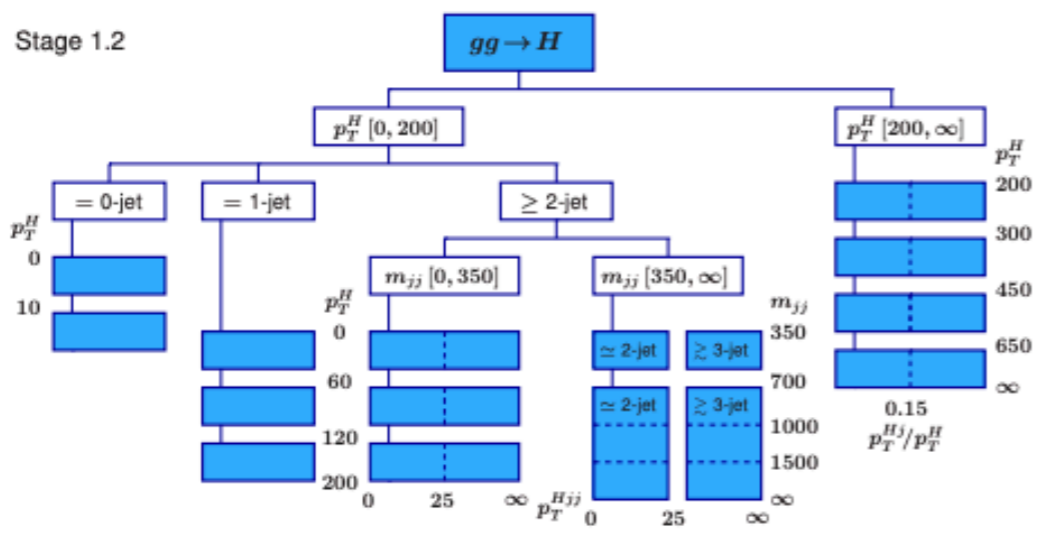 Stage 1.2
gg → H
p_T^H [0, 200]
p_T^H [200, ∞]
= 0-jet
= 1-jet
≥ 2-jet
m_jj [0, 350]
m_jj [350, ∞]
p_T^H
0
10
p_T^H
0
60
120
200
0 25 ∞
≃ 2-jet
≳ 3-jet
≃ 2-jet
≳ 3-jet
m_jj
350
700
1000
1500
∞
p_T^Hjj
0 25 ∞
p_T^H
200
300
450
650
∞
0.15
p_T^Hj/p_T^H